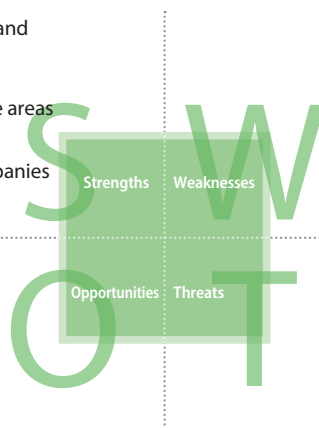 and
e areas
panies
S W
Strengths Weaknesses
Opportunities Threats
O T